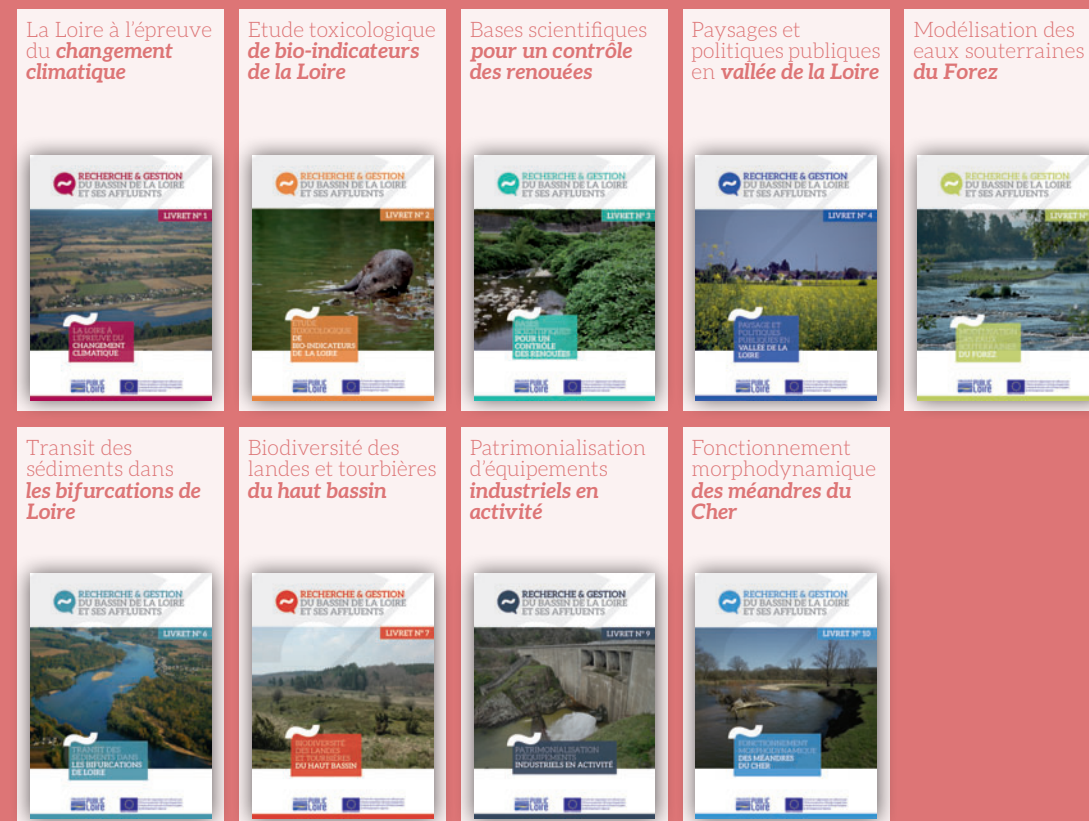 La Loire à l'épreuve
du changement
climatique
RECHERCHE & GESTION
DU BASSIN DE LA LOIRE
ET SES AFFLUENTS
LIVRET N° 1
LA LOIRE À
L'ÉPREUVE DU
CHANGEMENT
CLIMATIQUE
Etude toxicologique
de bio-indicateurs
de la Loire
RECHERCHE & GESTION
DU BASSIN DE LA LOIRE
ET SES AFFLUENTS
LIVRET N° 2
ETUDE
TOXICOLOGIQUE
DE
BIO-INDICATEURS
DE LA LOIRE
Bases scientifiques
pour un contrôle
des renouées
RECHERCHE & GESTION
DU BASSIN DE LA LOIRE
ET SES AFFLUENTS
LIVRET N° 3
BASES
SCIENTIFIQUES
POUR UN
CONTRÔLE
DES RENOUÉES
Paysages et
politiques publiques
en vallée de la Loire
RECHERCHE & GESTION
DU BASSIN DE LA LOIRE
ET SES AFFLUENTS
LIVRET N° 4
PAYSAGE ET
POLITIQUES
PUBLIQUES EN
VALLÉE DE LA
LOIRE
Modélisation des
eaux souterraines
du Forez
RECHERCHE & GESTION
DU BASSIN DE LA LOIRE
ET SES AFFLUENTS
LIVRET N°
MODÉLISATION
DES EAUX
SOUTERRAINES
DU FOREZ
Transit des
sédiments dans
les bifurcations de
Loire
RECHERCHE & GESTION
DU BASSIN DE LA LOIRE
ET SES AFFLUENTS
LIVRET N° 6
TRANSIT DES
SÉDIMENTS DANS
LES BIFURCATIONS
DE LOIRE
Biodiversité des
landes et tourbières
du haut bassin
RECHERCHE & GESTION
DU BASSIN DE LA LOIRE
ET SES AFFLUENTS
LIVRET N° 7
BIODIVERSITÉ
DES LANDES
ET TOURBIÈRES
DU HAUT BASSIN
Patrimonialisation
d'équipements
industriels en
activité
RECHERCHE & GESTION
DU BASSIN DE LA LOIRE
ET SES AFFLUENTS
LIVRET N° 9
PATRIMONIALISATION
D'ÉQUIPEMENTS
INDUSTRIELS EN ACTIVITÉ
Fonctionnement
morphodynamique
des méandres du
Cher
RECHERCHE & GESTION
DU BASSIN DE LA LOIRE
ET SES AFFLUENTS
LIVRET N° 10
FONCTIONNEMENT
MORPHODYNAMIQUE
DES MÉANDRES
DU CHER